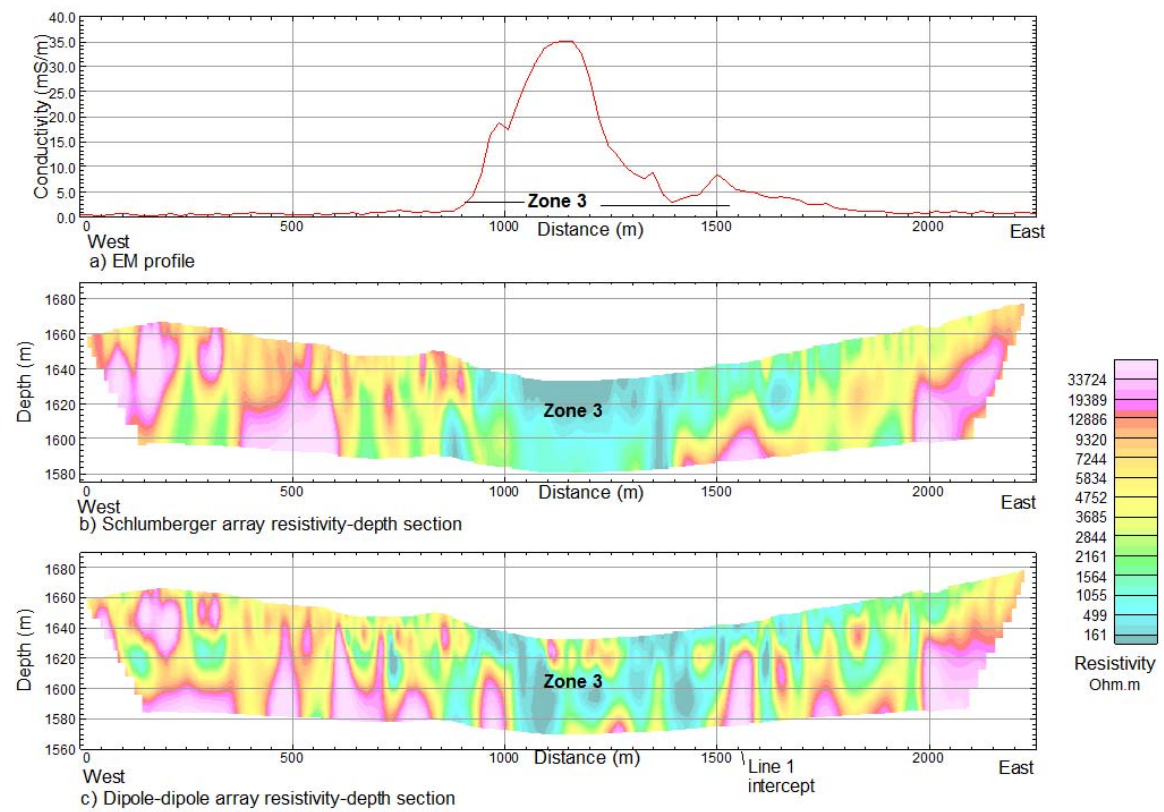 40.0
35.0
30.0
25.0
20.0
15.0
10.0
5.0
0.0
Conductivity (mS/m)
Zone 3
0 500 1000 1500 2000
Distance (m)
West East
a) EM profile
1680
1660
1640
1620
1600
1580
Depth (m)
Zone 3
0 500 1000 1500 2000
Distance (m)
West East
b) Schlumberger array resistivity-depth section
1680
1660
1640
1620
1600
1580
1560
Depth (m)
Zone 3
0 500 1000 1500 2000
Distance (m)
West East
Line 1
intercept
c) Dipole-dipole array resistivity-depth section
33724
19389
12886
9320
7244
5834
4752
3685
2844
2161
1564
1055
499
161
Resistivity
Ohm.m